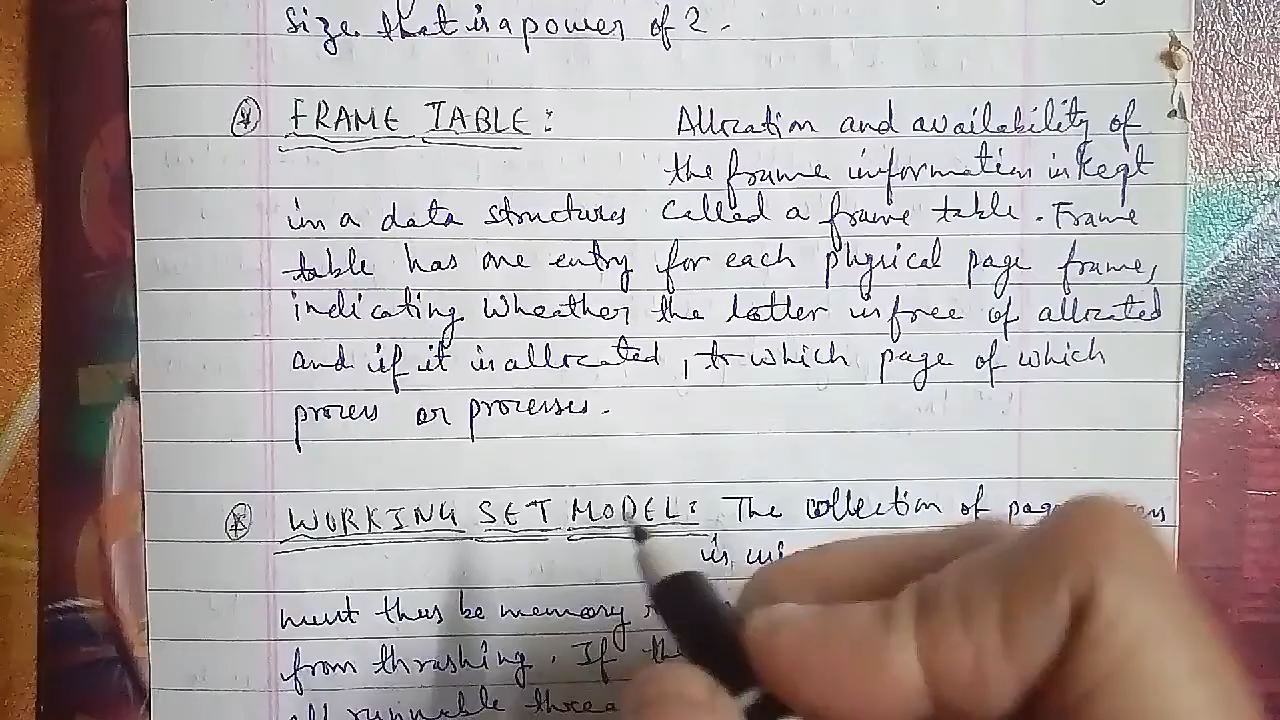 size that is a power of 2.
FRAME TABLE: Allocation and availability of
the frame information is kept
in a data structures called a frame table. Frame
table has one entry for each physical page frame,
indicating wheather the latter is free of allocated
and if it is allocated, to which page of which
process or processes.
WORKING SET MODEL: The collection of
is
must thus be memory
from thrashing. If the
all runnable threa